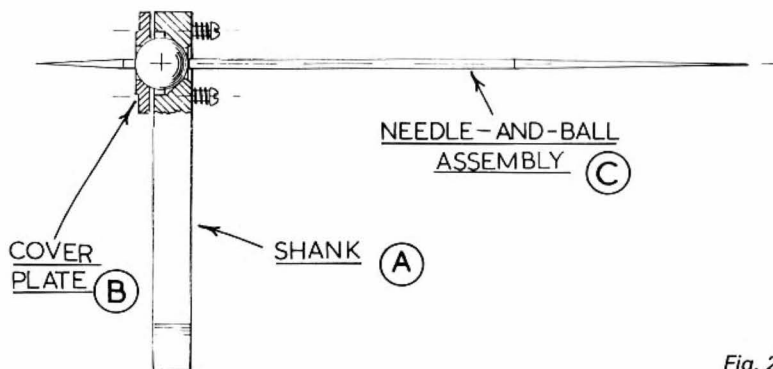 NEEDLE-AND-BALL
ASSEMBLY C
COVER
PLATE B
SHANK A
Fig. 2